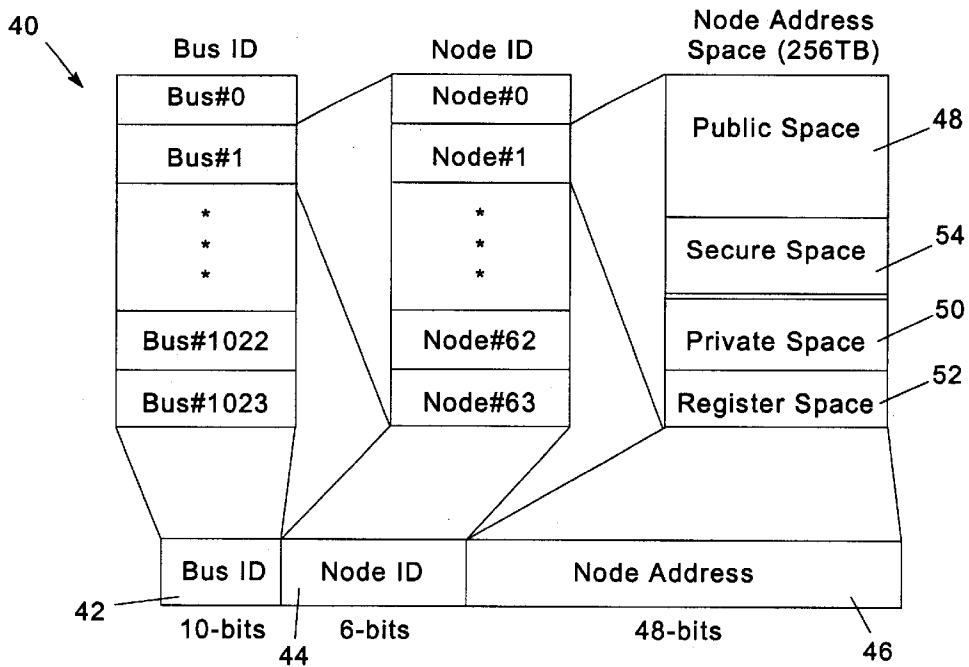 40
Bus ID
Bus#0
Bus#1
*
*
*
Bus#1022
Bus#1023
Node ID
Node#0
Node#1
*
*
*
Node#62
Node#63
Node Address
Space (256TB)
Public Space
48
Secure Space
54
Private Space
50
Register Space
52
Bus ID
Node ID
Node Address
42
10-bits
44
6-bits
48-bits
46